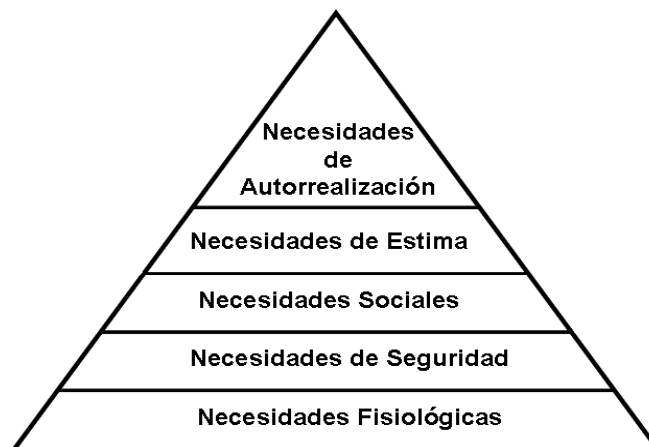 Necesidades
de
Autorrealización
Necesidades de Estima
Necesidades Sociales
Necesidades de Seguridad
Necesidades Fisiológicas